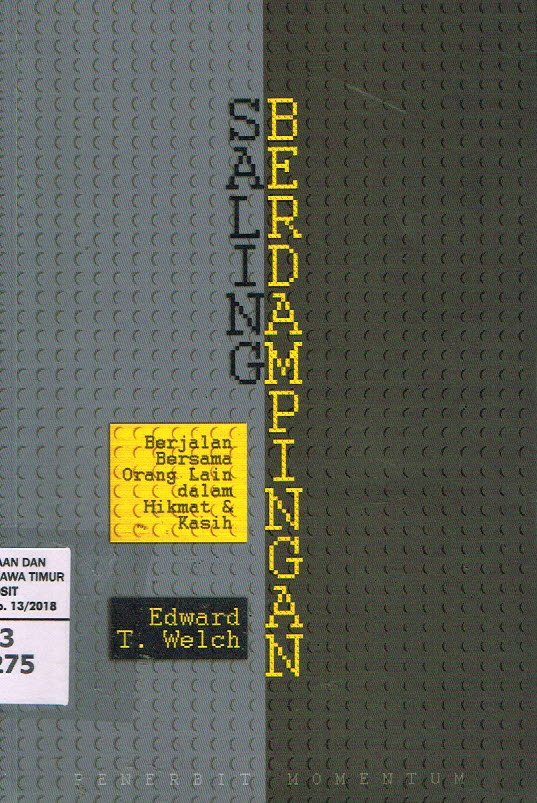 SALING
BERDAMPINGAN
Berjalan
Bersama
Orang Lain
dalam
Hikmat &
Kasih
Edward
T. Welch
AAN DAN
AWA TIMUR
SIT
o. 13/2018
3
275
PENERBIT MOMENTUM